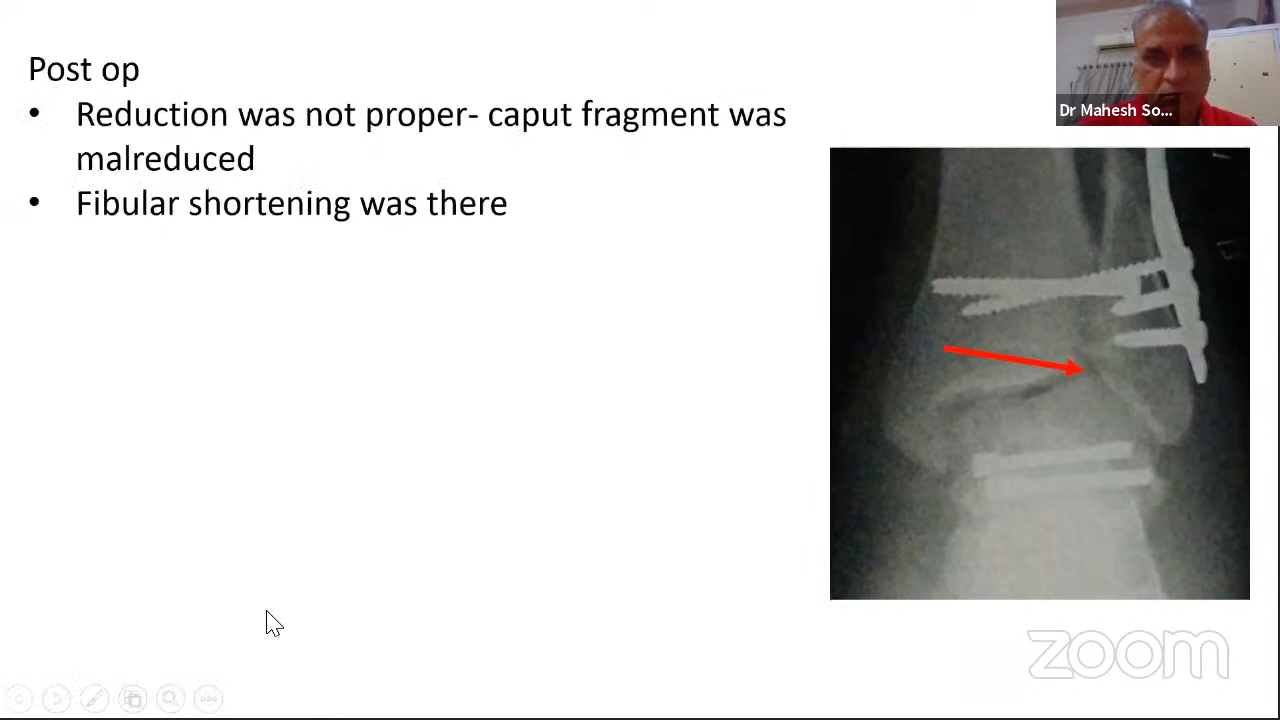 Post op
• Reduction was not proper- caput fragment was
malreduced
• Fibular shortening was there
Dr Mahesh So...
zoom